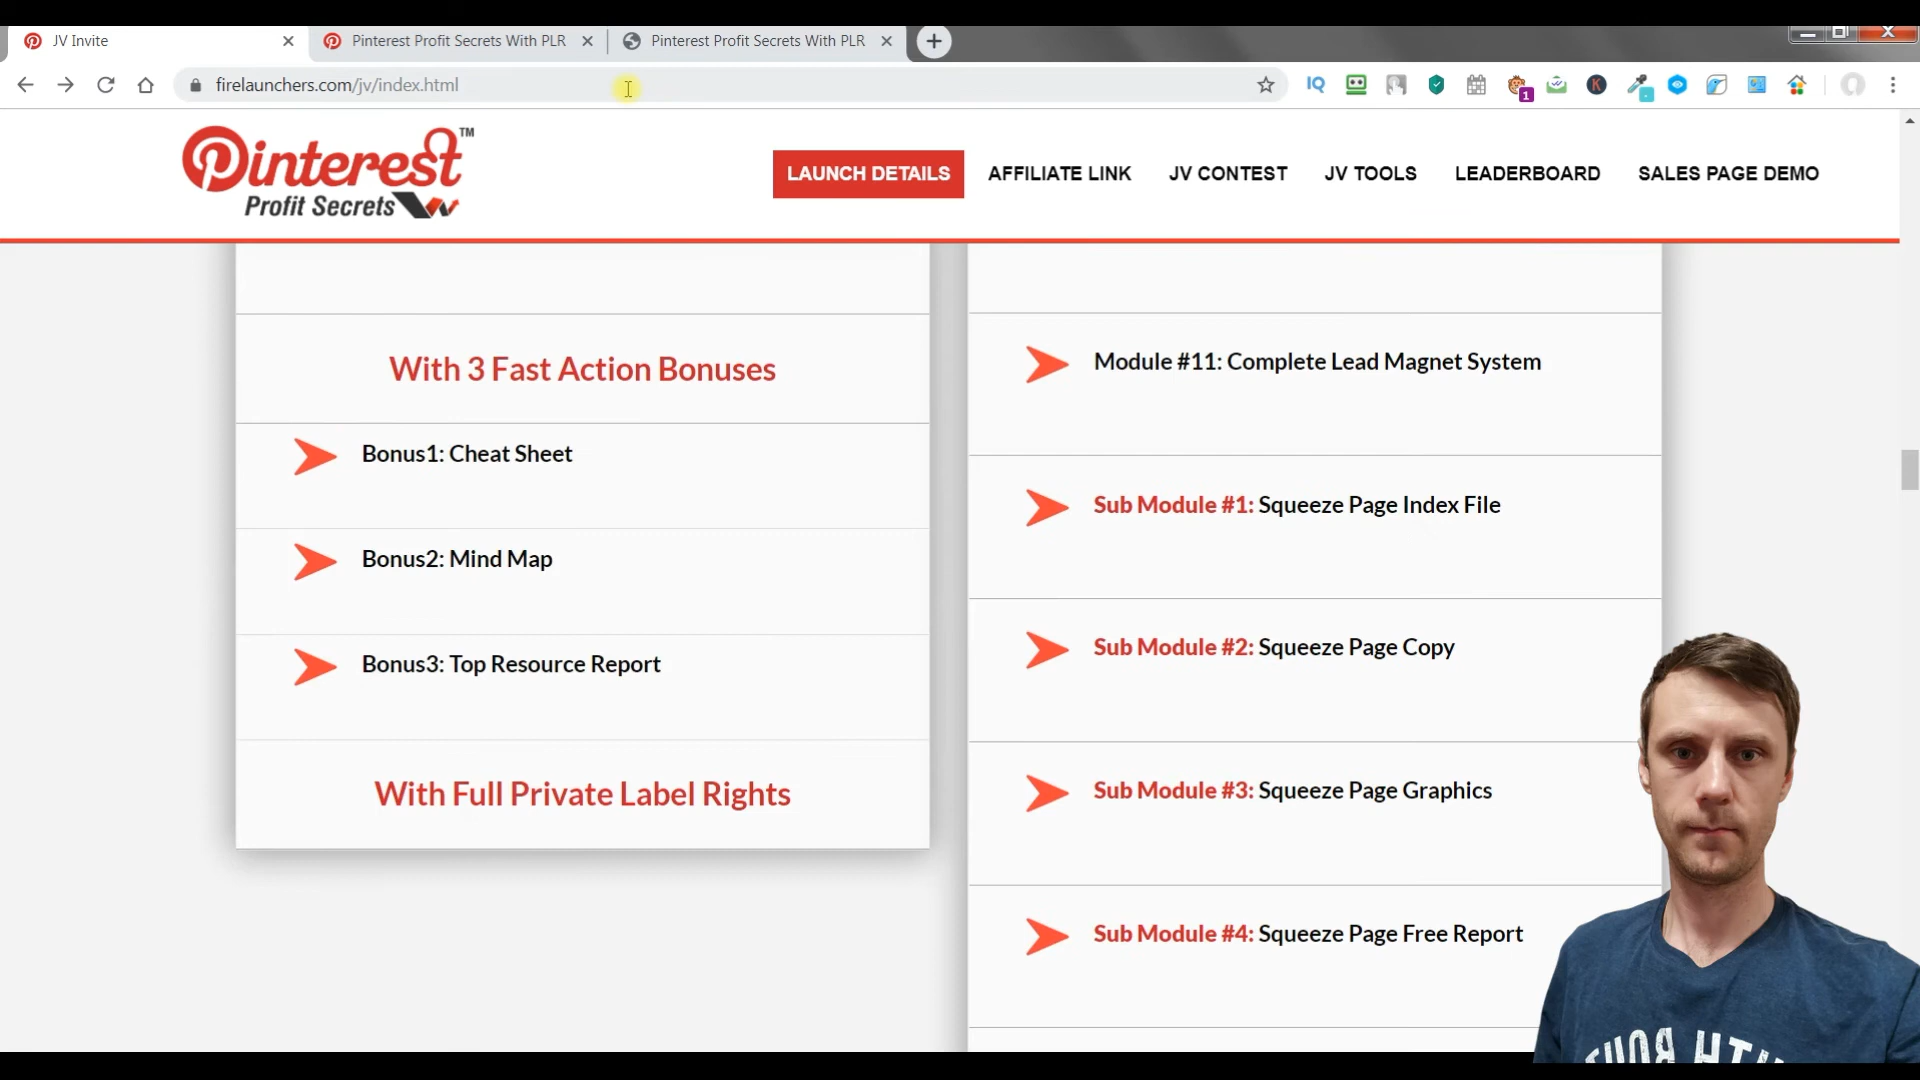 JV Invite
Pinterest Profit Secrets With PLR
Pinterest Profit Secrets With PLR
firelaunchers.com/jv/index.html
IQ
1
K
Pinterest™
Profit Secrets
LAUNCH DETAILS
AFFILIATE LINK
JV CONTEST
JV TOOLS
LEADERBOARD
SALES PAGE DEMO
With 3 Fast Action Bonuses
Bonus1: Cheat Sheet
Bonus2: Mind Map
Bonus3: Top Resource Report
With Full Private Label Rights
Module #11: Complete Lead Magnet System
Sub Module #1: Squeeze Page Index File
Sub Module #2: Squeeze Page Copy
Sub Module #3: Squeeze Page Graphics
Sub Module #4: Squeeze Page Free Report